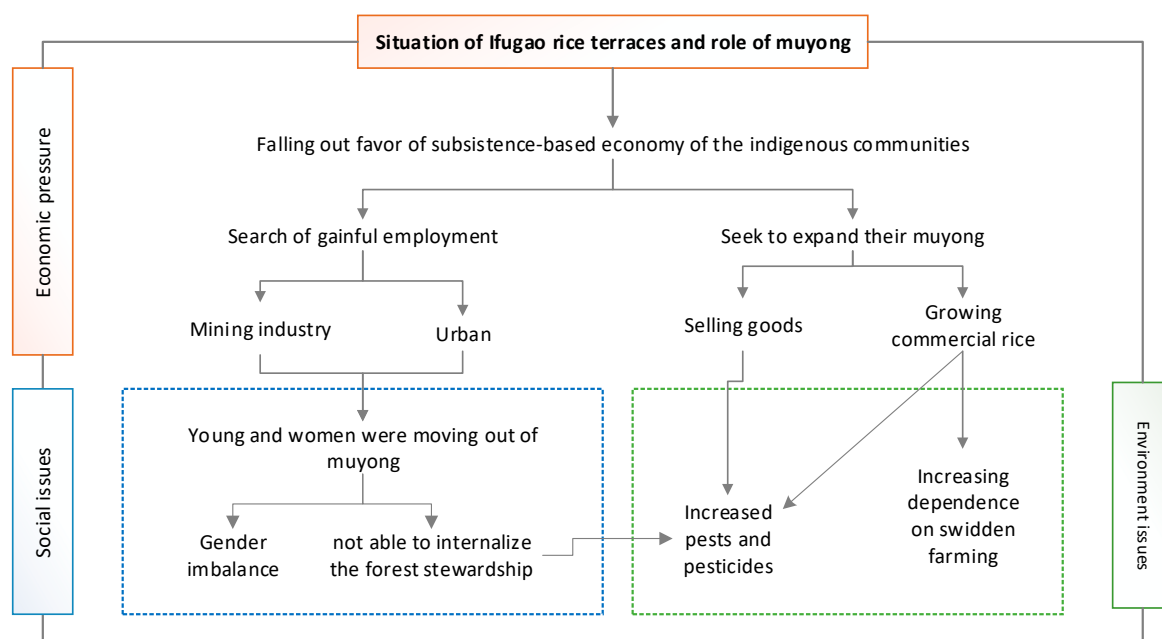 Situation of Ifugao rice terraces and role of muyong
Economic pressure
Falling out favor of subsistence-based economy of the indigenous communities
Search of gainful employment
Seek to expand their muyong
Mining industry
Urban
Selling goods
Growing
commercial rice
Social issues
Young and women were moving out of
muyong
Gender
imbalance
not able to internalize
the forest stewardship
Increased
pests and
pesticides
Increasing
dependence
on swidden
farming
Environment issues